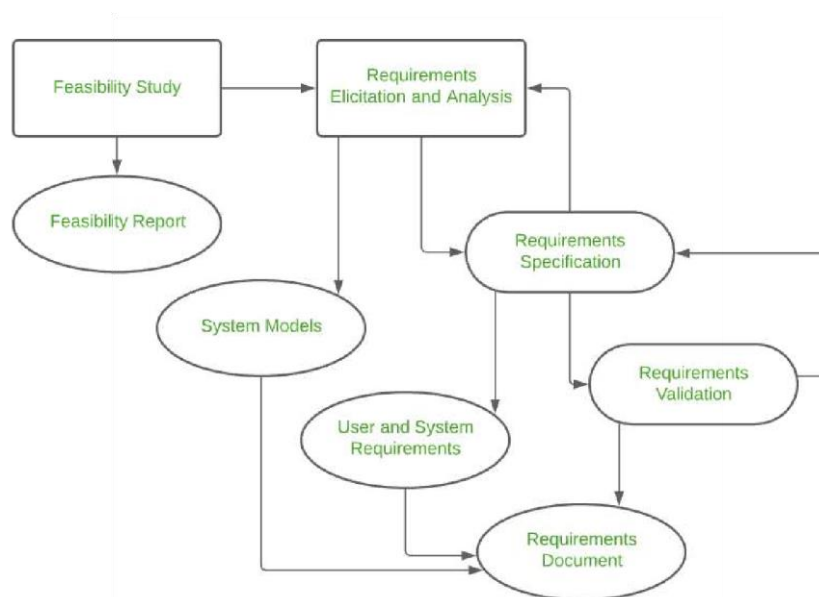 Feasibility Study
Requirements
Elicitation and Analysis
Feasibility Report
Requirements
Specification
System Models
Requirements
Validation
User and System
Requirements
Requirements
Document